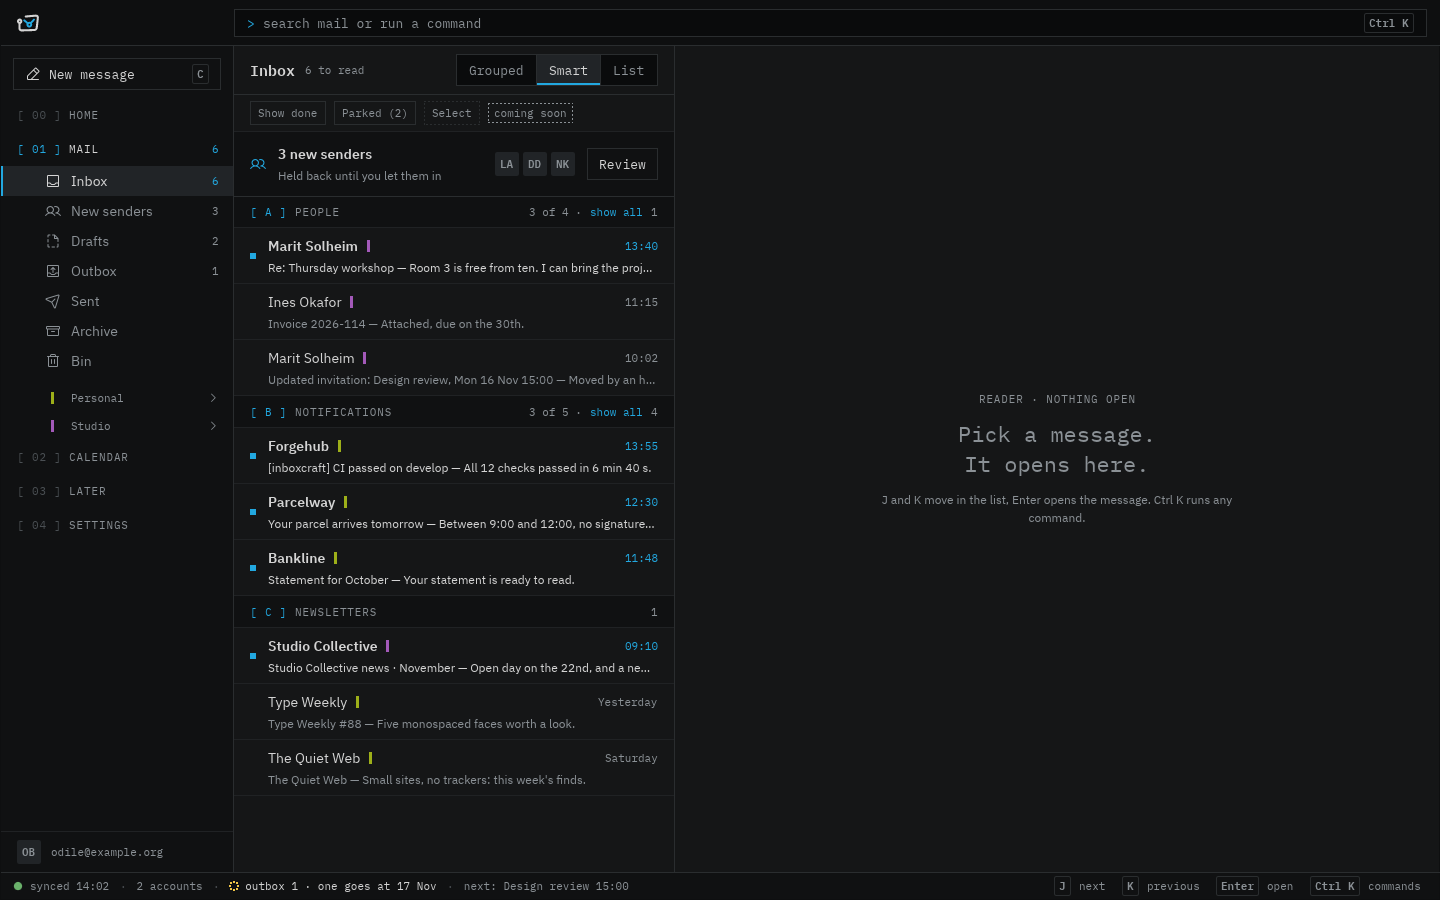 > search mail or run a command Ctrl K
New message C
[ 00 ] HOME
[ 01 ] MAIL 6
Inbox 6
New senders 3
Drafts 2
Outbox 1
Sent
Archive
Bin
Personal
Studio
[ 02 ] CALENDAR
[ 03 ] LATER
[ 04 ] SETTINGS
OB odile@example.org
Inbox 6 to read Grouped Smart List
Show done Parked (2) Select coming soon
3 new senders
Held back until you let them in
LA DD NK Review
[ A ] PEOPLE 3 of 4 · show all 1
Marit Solheim 13:40
Re: Thursday workshop — Room 3 is free from ten. I can bring the proj…
Ines Okafor 11:15
Invoice 2026-114 — Attached, due on the 30th.
Marit Solheim 10:02
Updated invitation: Design review, Mon 16 Nov 15:00 — Moved by an h…
[ B ] NOTIFICATIONS 3 of 5 · show all 4
Forgehub 13:55
[inboxcraft] CI passed on develop — All 12 checks passed in 6 min 40 s.
Parcelway 12:30
Your parcel arrives tomorrow — Between 9:00 and 12:00, no signature…
Bankline 11:48
Statement for October — Your statement is ready to read.
[ C ] NEWSLETTERS 1
Studio Collective 09:10
Studio Collective news · November — Open day on the 22nd, and a ne…
Type Weekly Yesterday
Type Weekly #88 — Five monospaced faces worth a look.
The Quiet Web Saturday
The Quiet Web — Small sites, no trackers: this week's finds.
READER · NOTHING OPEN
Pick a message.
It opens here.
J and K move in the list, Enter opens the message. Ctrl K runs any
command.
synced 14:02 · 2 accounts · outbox 1 · one goes at 17 Nov · next: Design review 15:00
J next K previous Enter open Ctrl K commands